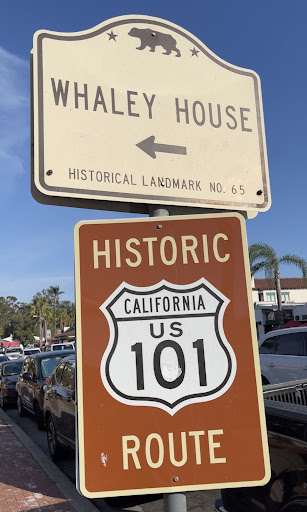 WHALEY HOUSE
HISTORICAL LANDMARK NO. 65
HISTORIC
CALIFORNIA
US
101
ROUTE